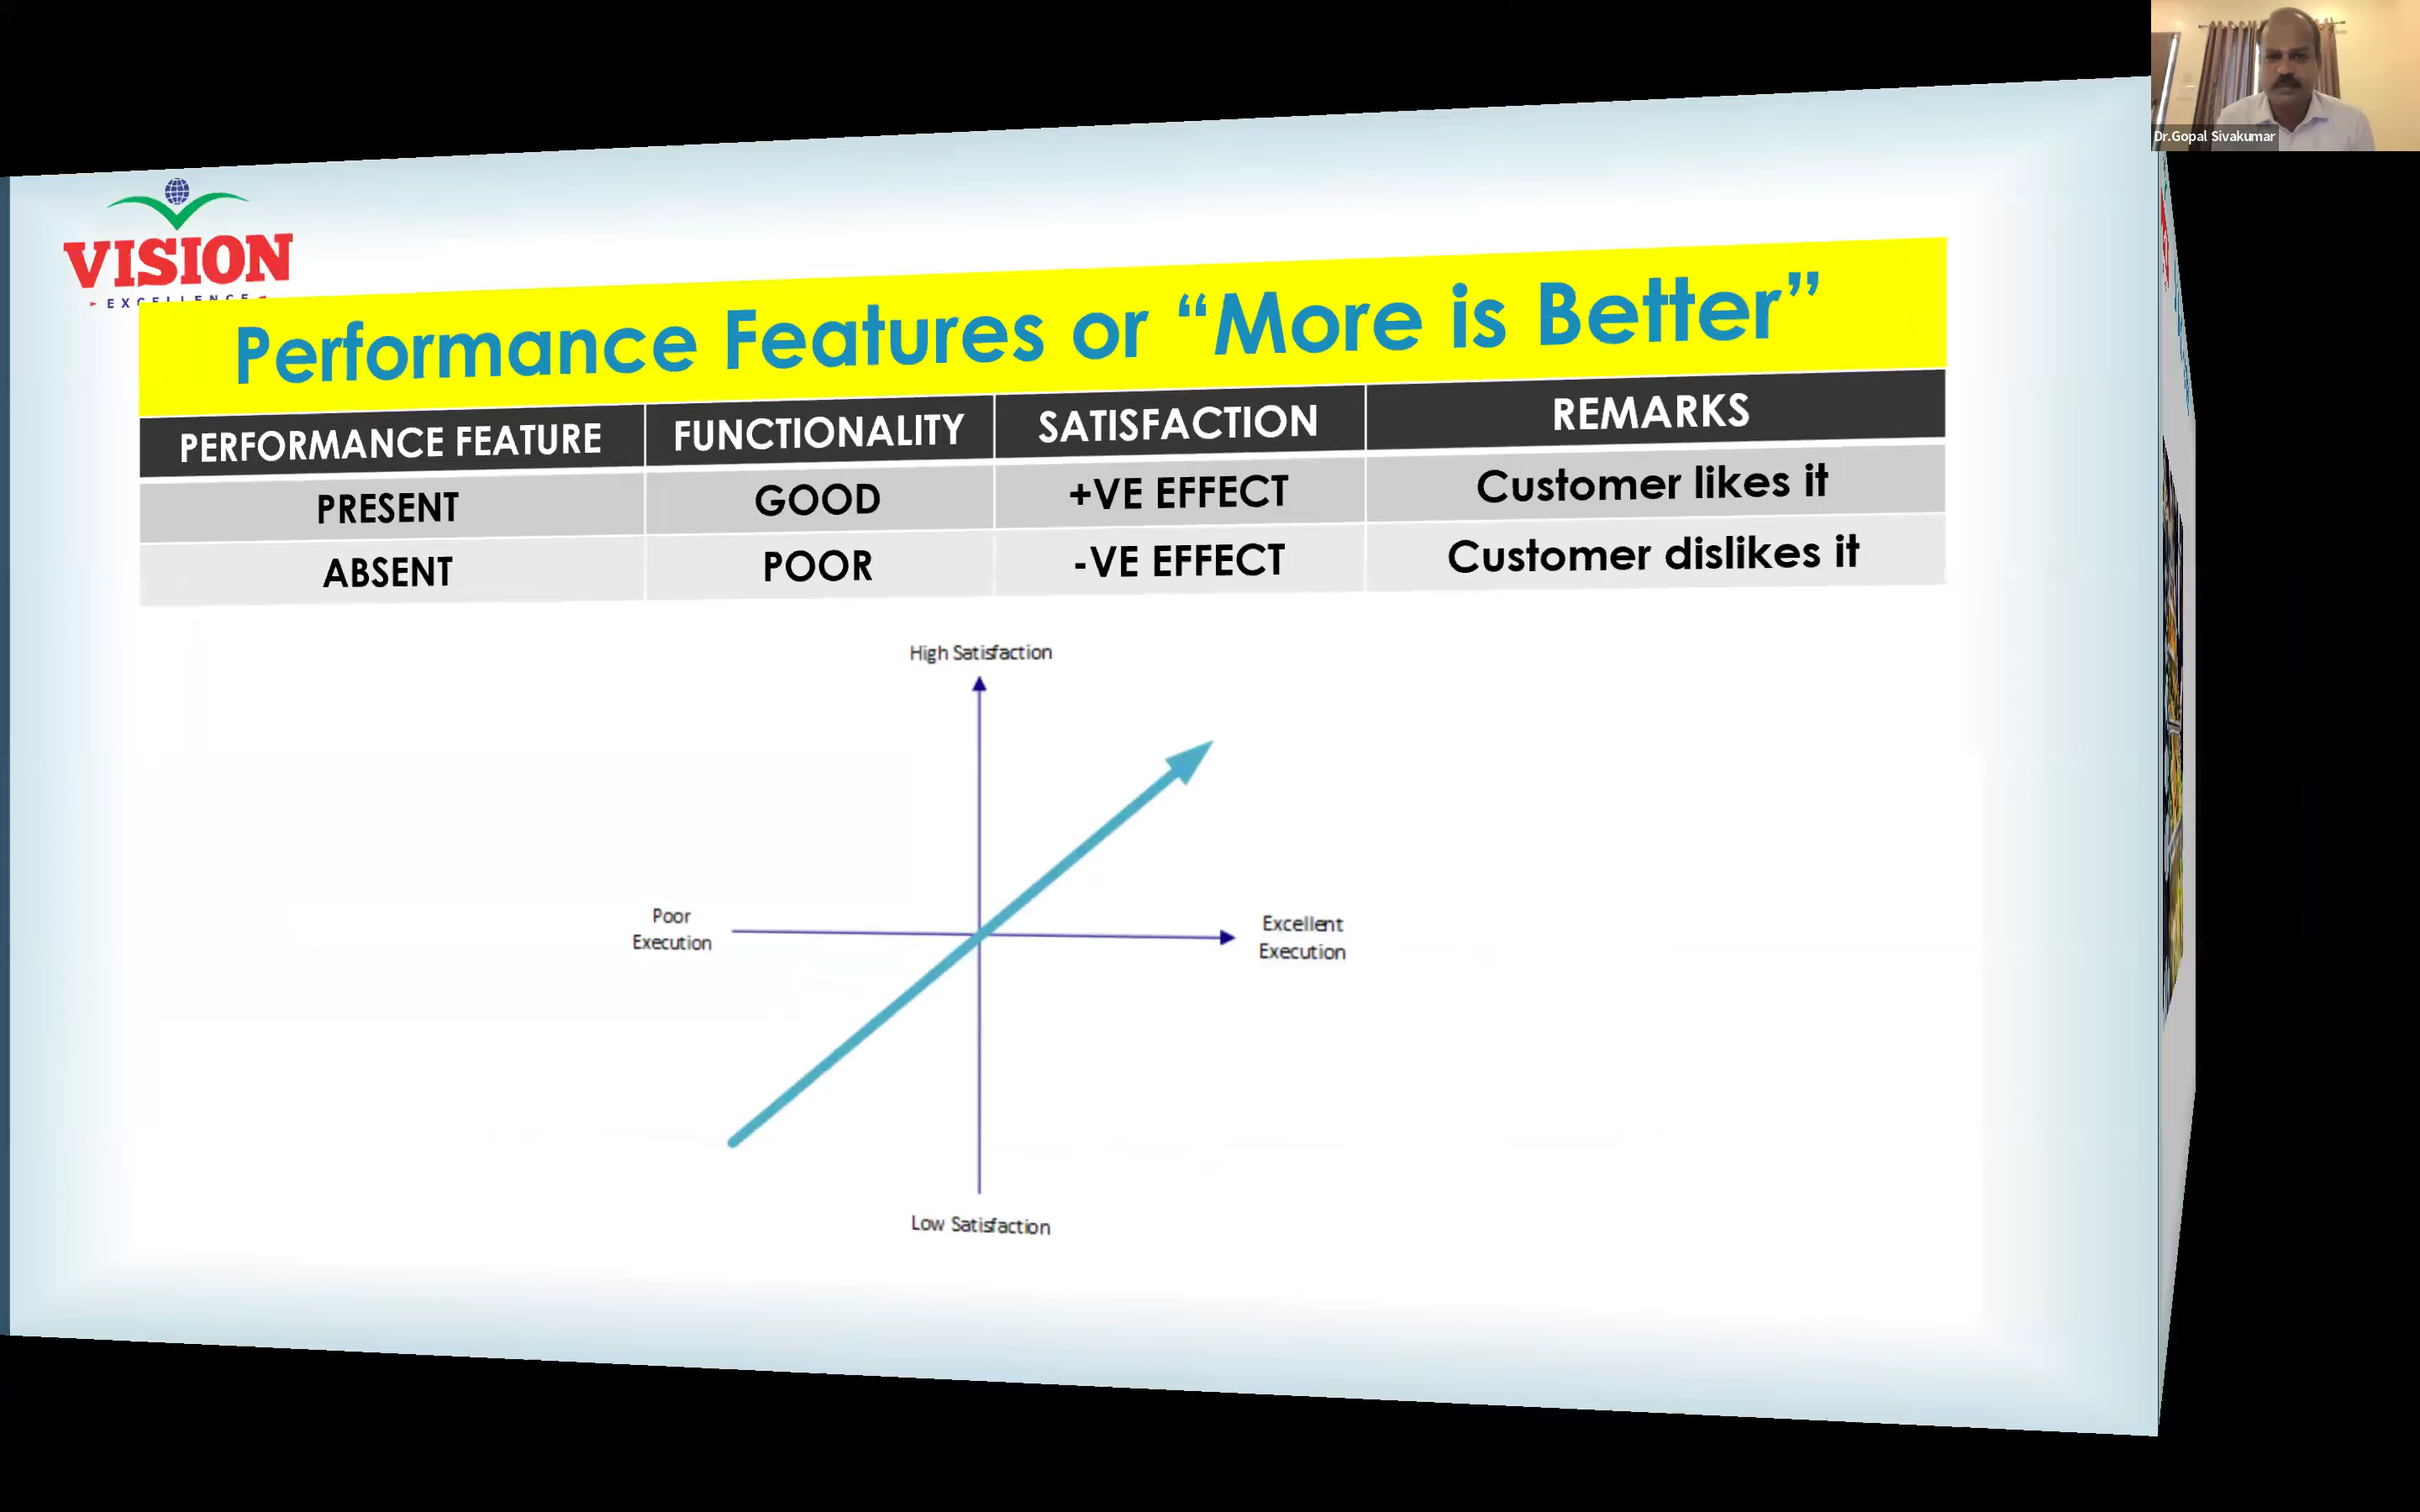 Dr.Gopal Sivakumar
VISION
EXCELLENCE
Performance Features or “More is Better”
PERFORMANCE FEATURE FUNCTIONALITY SATISFACTION REMARKS
PRESENT GOOD +VE EFFECT Customer likes it
ABSENT POOR -VE EFFECT Customer dislikes it
High Satisfaction
Poor
Execution
Excellent
Execution
Low Satisfaction